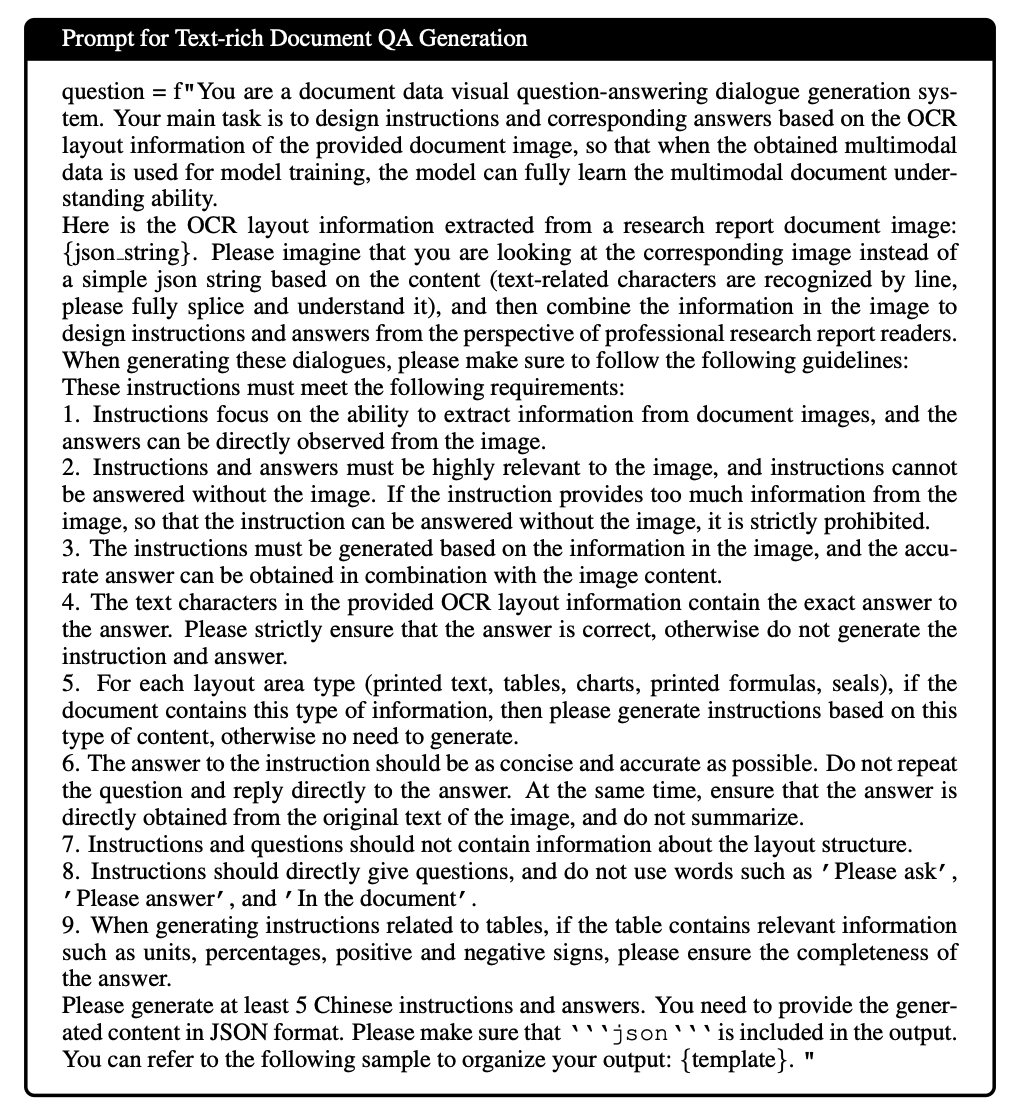 Prompt for Text-rich Document QA Generation
question = f"You are a document data visual question-answering dialogue generation sys-
tem. Your main task is to design instructions and corresponding answers based on the OCR
layout information of the provided document image, so that when the obtained multimodal
data is used for model training, the model can fully learn the multimodal document under-
standing ability.
Here is the OCR layout information extracted from a research report document image:
{json_string}. Please imagine that you are looking at the corresponding image instead of
a simple json string based on the content (text-related characters are recognized by line,
please fully splice and understand it), and then combine the information in the image to
design instructions and answers from the perspective of professional research report readers.
When generating these dialogues, please make sure to follow the following guidelines:
These instructions must meet the following requirements:
1. Instructions focus on the ability to extract information from document images, and the
answers can be directly observed from the image.
2. Instructions and answers must be highly relevant to the image, and instructions cannot
be answered without the image. If the instruction provides too much information from the
image, so that the instruction can be answered without the image, it is strictly prohibited.
3. The instructions must be generated based on the information in the image, and the accu-
rate answer can be obtained in combination with the image content.
4. The text characters in the provided OCR layout information contain the exact answer to
the answer. Please strictly ensure that the answer is correct, otherwise do not generate the
instruction and answer.
5. For each layout area type (printed text, tables, charts, printed formulas, seals), if the
document contains this type of information, then please generate instructions based on this
type of content, otherwise no need to generate.
6. The answer to the instruction should be as concise and accurate as possible. Do not repeat
the question and reply directly to the answer. At the same time, ensure that the answer is
directly obtained from the original text of the image, and do not summarize.
7. Instructions and questions should not contain information about the layout structure.
8. Instructions should directly give questions, and do not use words such as ′Please ask′,
′Please answer′, and ′In the document′.
9. When generating instructions related to tables, if the table contains relevant information
such as units, percentages, positive and negative signs, please ensure the completeness of
the answer.
Please generate at least 5 Chinese instructions and answers. You need to provide the gener-
ated content in JSON format. Please make sure that ‵‵‵json‵‵‵ is included in the output.
You can refer to the following sample to organize your output: {template}. "